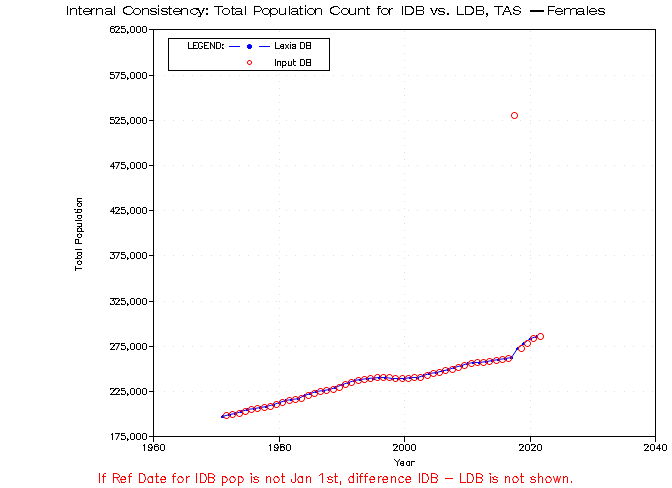 Internal Consistency: Total Population Count for IDB vs. LDB, TAS — Females
625,000
LEGEND: Lexis DB
Input DB
575,000
525,000
475,000
425,000
Total Population
375,000
325,000
275,000
225,000
175,000
1960 1980 2000 2020 2040
Year
If Ref Date for IDB pop is not Jan 1st, difference IDB – LDB is not shown.